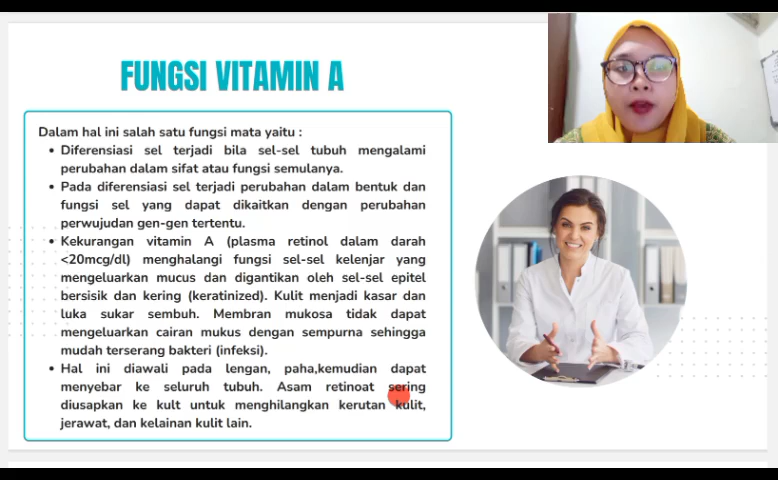 FUNGSI VITAMIN A
Dalam hal ini salah satu fungsi mata yaitu :
• Diferensiasi sel terjadi bila sel-sel tubuh mengalami
perubahan dalam sifat atau fungsi semulanya.
• Pada diferensiasi sel terjadi perubahan dalam bentuk dan
fungsi sel yang dapat dikaitkan dengan perubahan
perwujudan gen-gen tertentu.
• Kekurangan vitamin A (plasma retinol dalam darah
<20mcg/dl) menghalangi fungsi sel-sel kelenjar yang
mengeluarkan mucus dan digantikan oleh sel-sel epitel
bersisik dan kering (keratinized). Kulit menjadi kasar dan
luka sukar sembuh. Membran mukosa tidak dapat
mengeluarkan cairan mukus dengan sempurna sehingga
mudah terserang bakteri (infeksi).
• Hal ini diawali pada lengan, paha,kemudian dapat
menyebar ke seluruh tubuh. Asam retinoat sering
diusapkan ke kult untuk menghilangkan kerutan kulit,
jerawat, dan kelainan kulit lain.